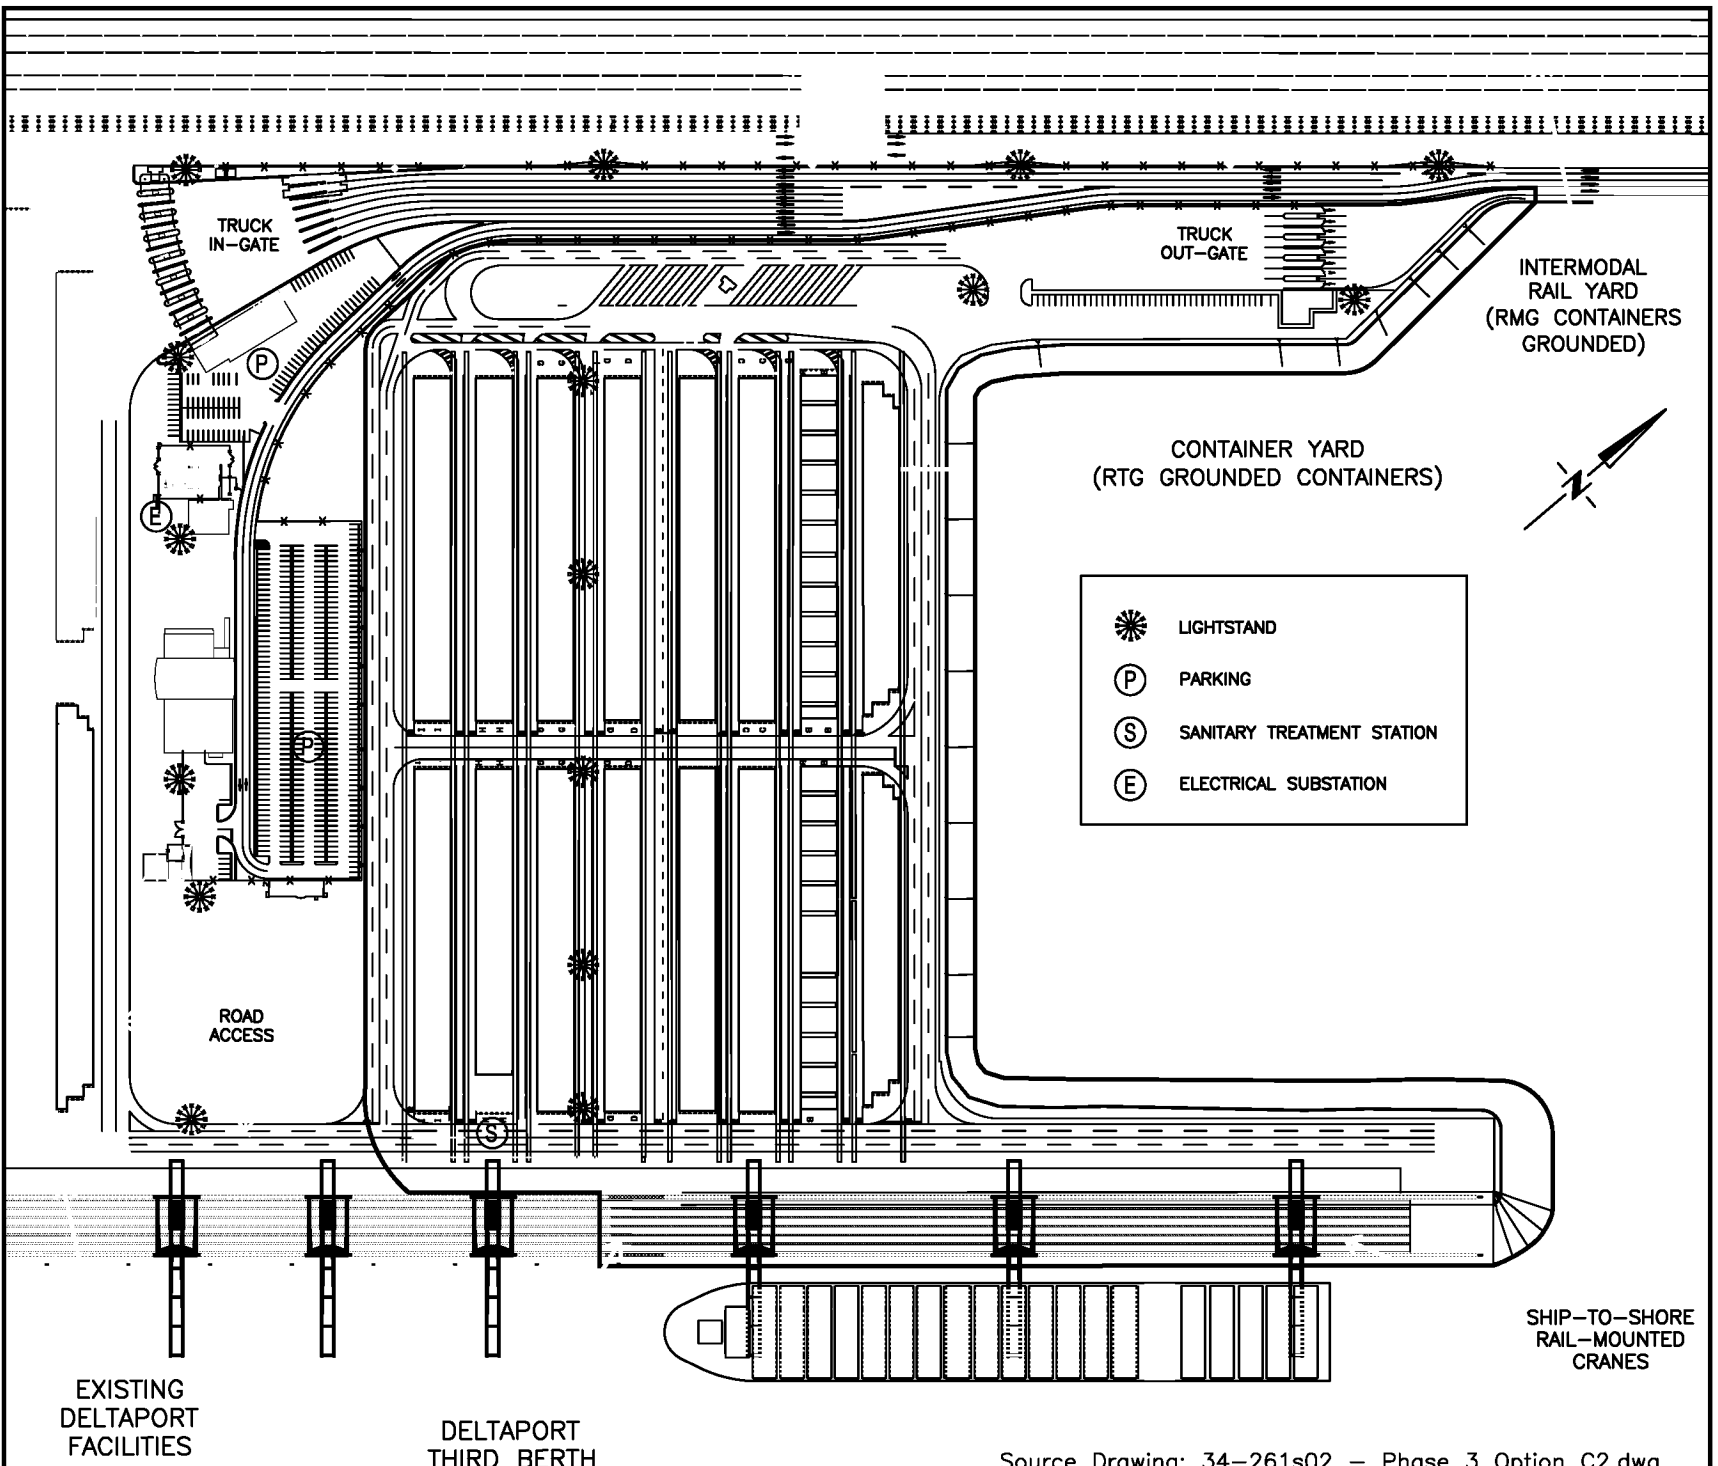 TRUCK
IN-GATE
TRUCK
OUT-GATE
INTERMODAL
RAIL YARD
(RMG CONTAINERS
GROUNDED)
P
CONTAINER YARD
(RTG GROUNDED CONTAINERS)
E
LIGHTSTAND
P PARKING
S SANITARY TREATMENT STATION
E ELECTRICAL SUBSTATION
P
ROAD
ACCESS
S
SHIP-TO-SHORE
RAIL-MOUNTED
CRANES
EXISTING
DELTAPORT
FACILITIES
DELTAPORT
THIRD BERTH
Source Drawing: 34-261s02 - Phase 3 Option C2.dwg